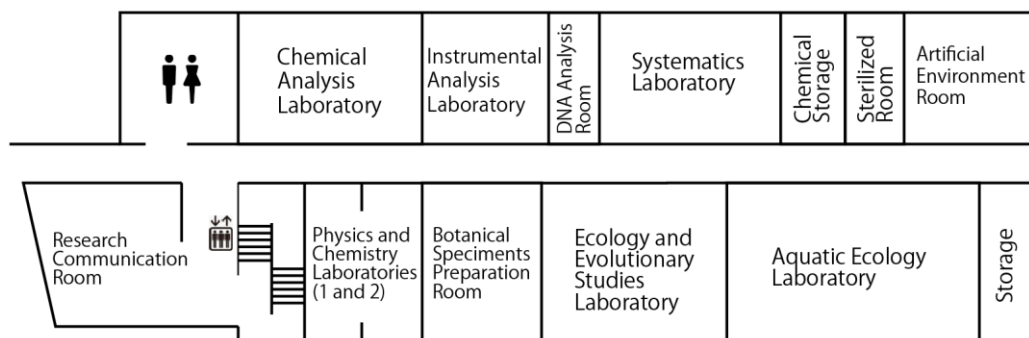 Chemical
Analysis
Laboratory
Instrumental
Analysis
Laboratory
DNA Analysis
Room
Systematics
Laboratory
Chemical
Storage
Sterilized
Room
Artificial
Environment
Room
Research
Communication
Room
Physics and
Chemistry
Laboratories
(1 and 2)
Botanical
Speciments
Preparation
Room
Ecology and
Evolutionary
Studies
Laboratory
Aquatic Ecology
Laboratory
Storage